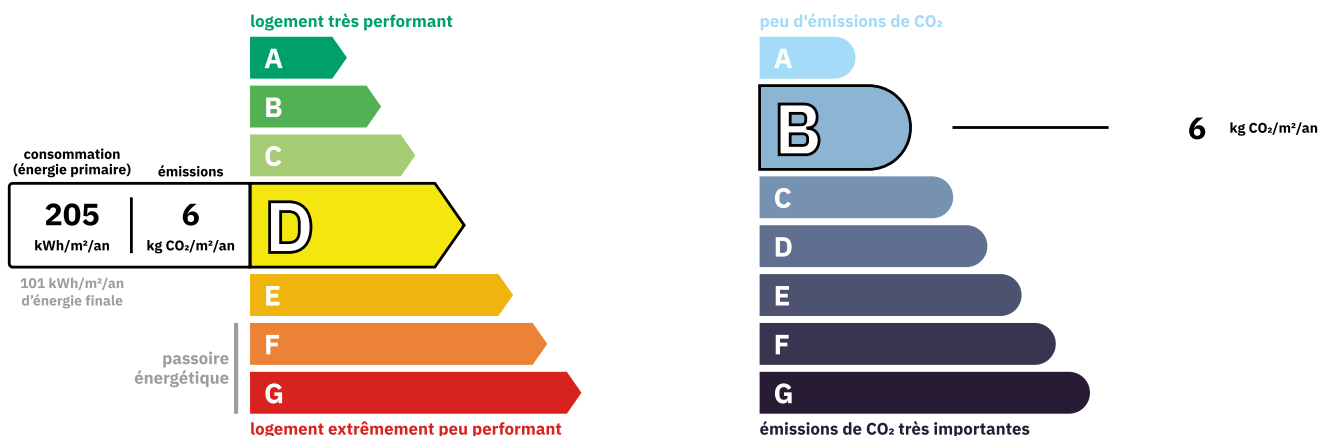 logement très performant
A
B
C
consommation
(énergie primaire)
émissions
205
kWh/m²/an
6
kg CO₂/m²/an
D
101 kWh/m²/an
d'énergie finale
E
passoire
énergétique
F
G
logement extrêmement peu performant
peu d'émissions de CO₂
A
B
6 kg CO₂/m²/an
C
D
E
F
G
émissions de CO₂ très importantes